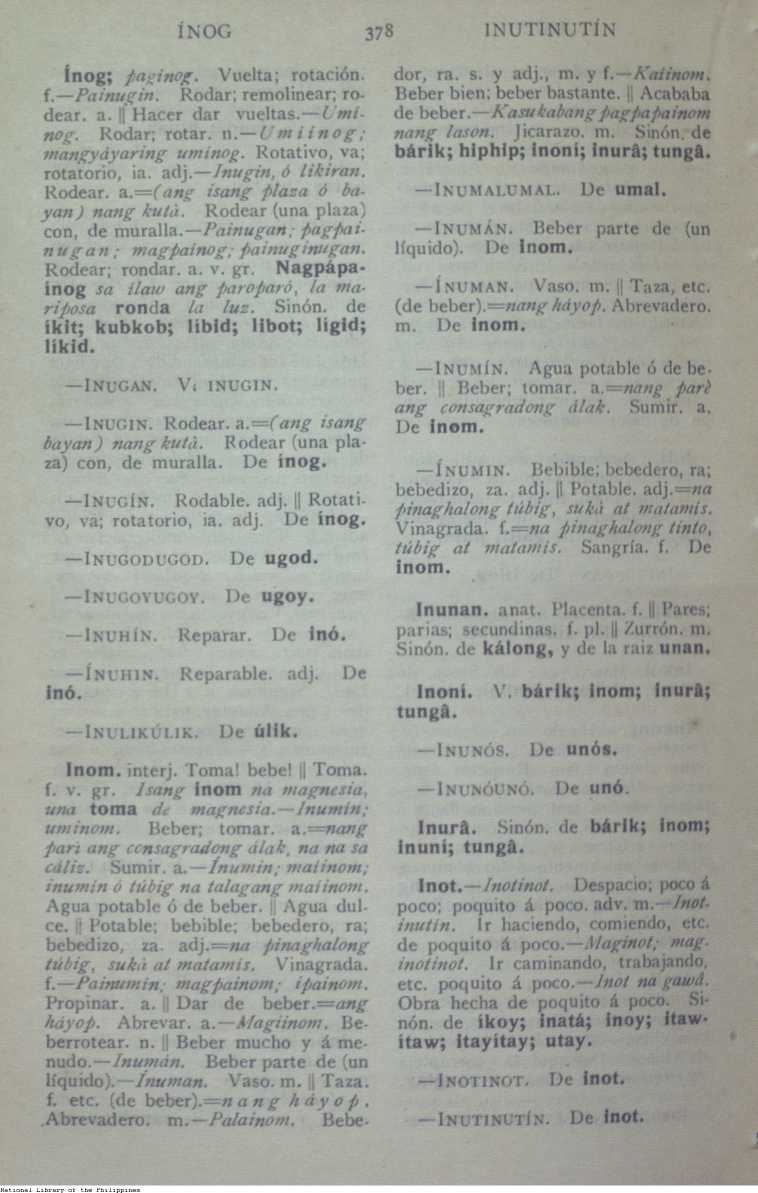 ÍNOG
378
INUTINUTÍN
Ínog; paginog. Vuelta; rotación.
f.—Painugin. Rodar; remolinear; ro-
dear. a. || Hacer dar vueltas.—Umí-
nog. Rodar; rotar. n.—Umiinog;
mangyáyaring uminog. Rotativo, va;
rotatorio, ia. adj.—Inugin, ó likiran.
Rodear. a.=(ang isang plaza ó ba-
yan) nang kutà. Rodear (una plaza)
con, de muralla.—Painugan; pagpai-
nugan; magpainog; painuginugan.
Rodear; rondar. a. v. gr. Nagpápa-
inog sa ilaw ang paroparó, la ma-
riposa ronda la luz. Sinón. de
íkit; kubkob; líbid; libot; lígid;
líkid.
—INUGAN. V. INUGIN.
—INUGIN. Rodear. a.=(ang isang
bayan) nang kutà. Rodear (una pla-
za) con, de muralla. De ínog.
—INUGÍN. Rodable. adj. || Rotati-
vo, va; rotatorio, ia. adj. De ínog.
—INUGODUGOD. De ugod.
—INUGOYUGOY. De ugoy.
—INUHÍN. Reparar. De inó.
—ÍNUHIN. Reparable. adj. De
inó.
—INULIKÚLIK. De úlik.
Inom. interj. Toma! bebe! || Toma.
f. v. gr. Isang inom na magnesia,
una toma de magnesia.—Inumín;
uminom. Beber; tomar. a.=nang
parì ang consagradong álak, na na sa
cáliz. Sumir. a.—Ínumin; maiinom;
inumin ó túbig na talagang maiinom.
Agua potable ó de beber. || Agua dul-
ce. || Potable; bebible; bebedero, ra;
bebedizo, za. adj.=na pinaghalong
túbig, sukà at matamis. Vinagrada.
f.—Painumin; magpainom; ipainom.
Propinar. a. || Dar de beber.=ang
háyop. Abrevar. a.—Magiinom. Be-
berrotear. n. || Beber mucho y á me-
nudo.—Inumán. Beber parte de (un
líquido).—Ínuman. Vaso. m. || Taza.
f. etc. (de beber).=nang háyop.
Abrevadero. m.—Palainom. Bebe-
dor, ra. s. y adj., m. y f.—Kaiinom.
Beber bien; beber bastante. || Acababa
de beber.—Kasukabang pagpapainom
nang lason. Jicarazo. m. Sinón. de
bárik; hiphip; inoni; inurâ; tungâ.
—INUMALUMAL. De umal.
—INUMÁN. Beber parte de (un
líquido). De inom.
—ÍNUMAN. Vaso. m. || Taza, etc.
(de beber).=nang háyop. Abrevadero.
m. De inom.
—INUMÍN. Agua potable ó de be-
ber. || Beber; tomar. a.=nang parè
ang consagradong álak. Sumir. a.
De inom.
—ÍNUMIN. Bebible; bebedero, ra;
bebedizo, za. adj. || Potable. adj.=na
pinaghalong túbig, sukà at matamis.
Vinagrada. f.=na pinaghalong tinto,
túbig at matamis. Sangría. f. De
inom.
Inunan. anat. Placenta. f. || Pares;
parias; secundinas. f. pl. || Zurrón. m.
Sinón. de kálong, y de la raiz unan.
Inoni. V. bárik; inom; inurâ;
tungâ.
—INUNÓS. De unós.
—INUNÓUNÓ. De unó.
Inurâ. Sinón. de bárik; inom;
inuni; tungâ.
Inot.—Inotinot. Despacio; poco á
poco; poquito á poco. adv. m.—Inot-
inutín. Ir haciendo, comiendo, etc.
de poquito á poco.—Maginot; mag-
inotinot. Ir caminando, trabajando,
etc. poquito á poco.—Inot na gawâ.
Obra hecha de poquito á poco. Si-
nón. de íkoy; inatá; inoy; itaw-
itaw; itayítay; utay.
—INOTINOT. De inot.
—INUTINUTÍN. De inot.
National Library of the Philippines